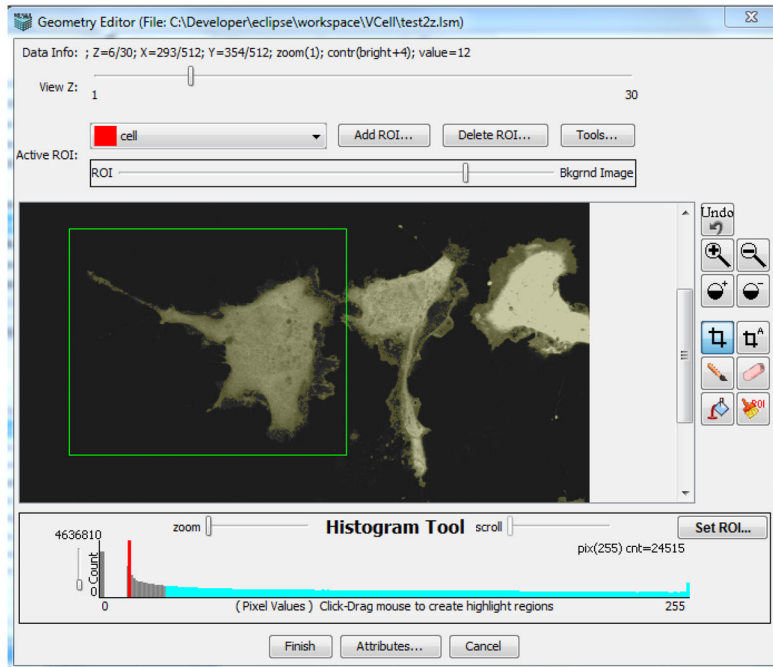 Geometry Editor (File: C:\Developer\eclipse\workspace\VCell\test2z.lsm)
Data Info: ; Z=6/30; X=293/512; Y=354/512; zoom(1); contr(bright+4); value=12
View Z:
1 30
cell Add ROI... Delete ROI... Tools...
Active ROI:
ROI Bkgrnd Image
Undo
A
ROI
zoom Histogram Tool scroll Set ROI...
4636810
pix(255) cnt=24515
Count
0
0 ( Pixel Values ) Click-Drag mouse to create highlight regions 255
Finish Attributes... Cancel